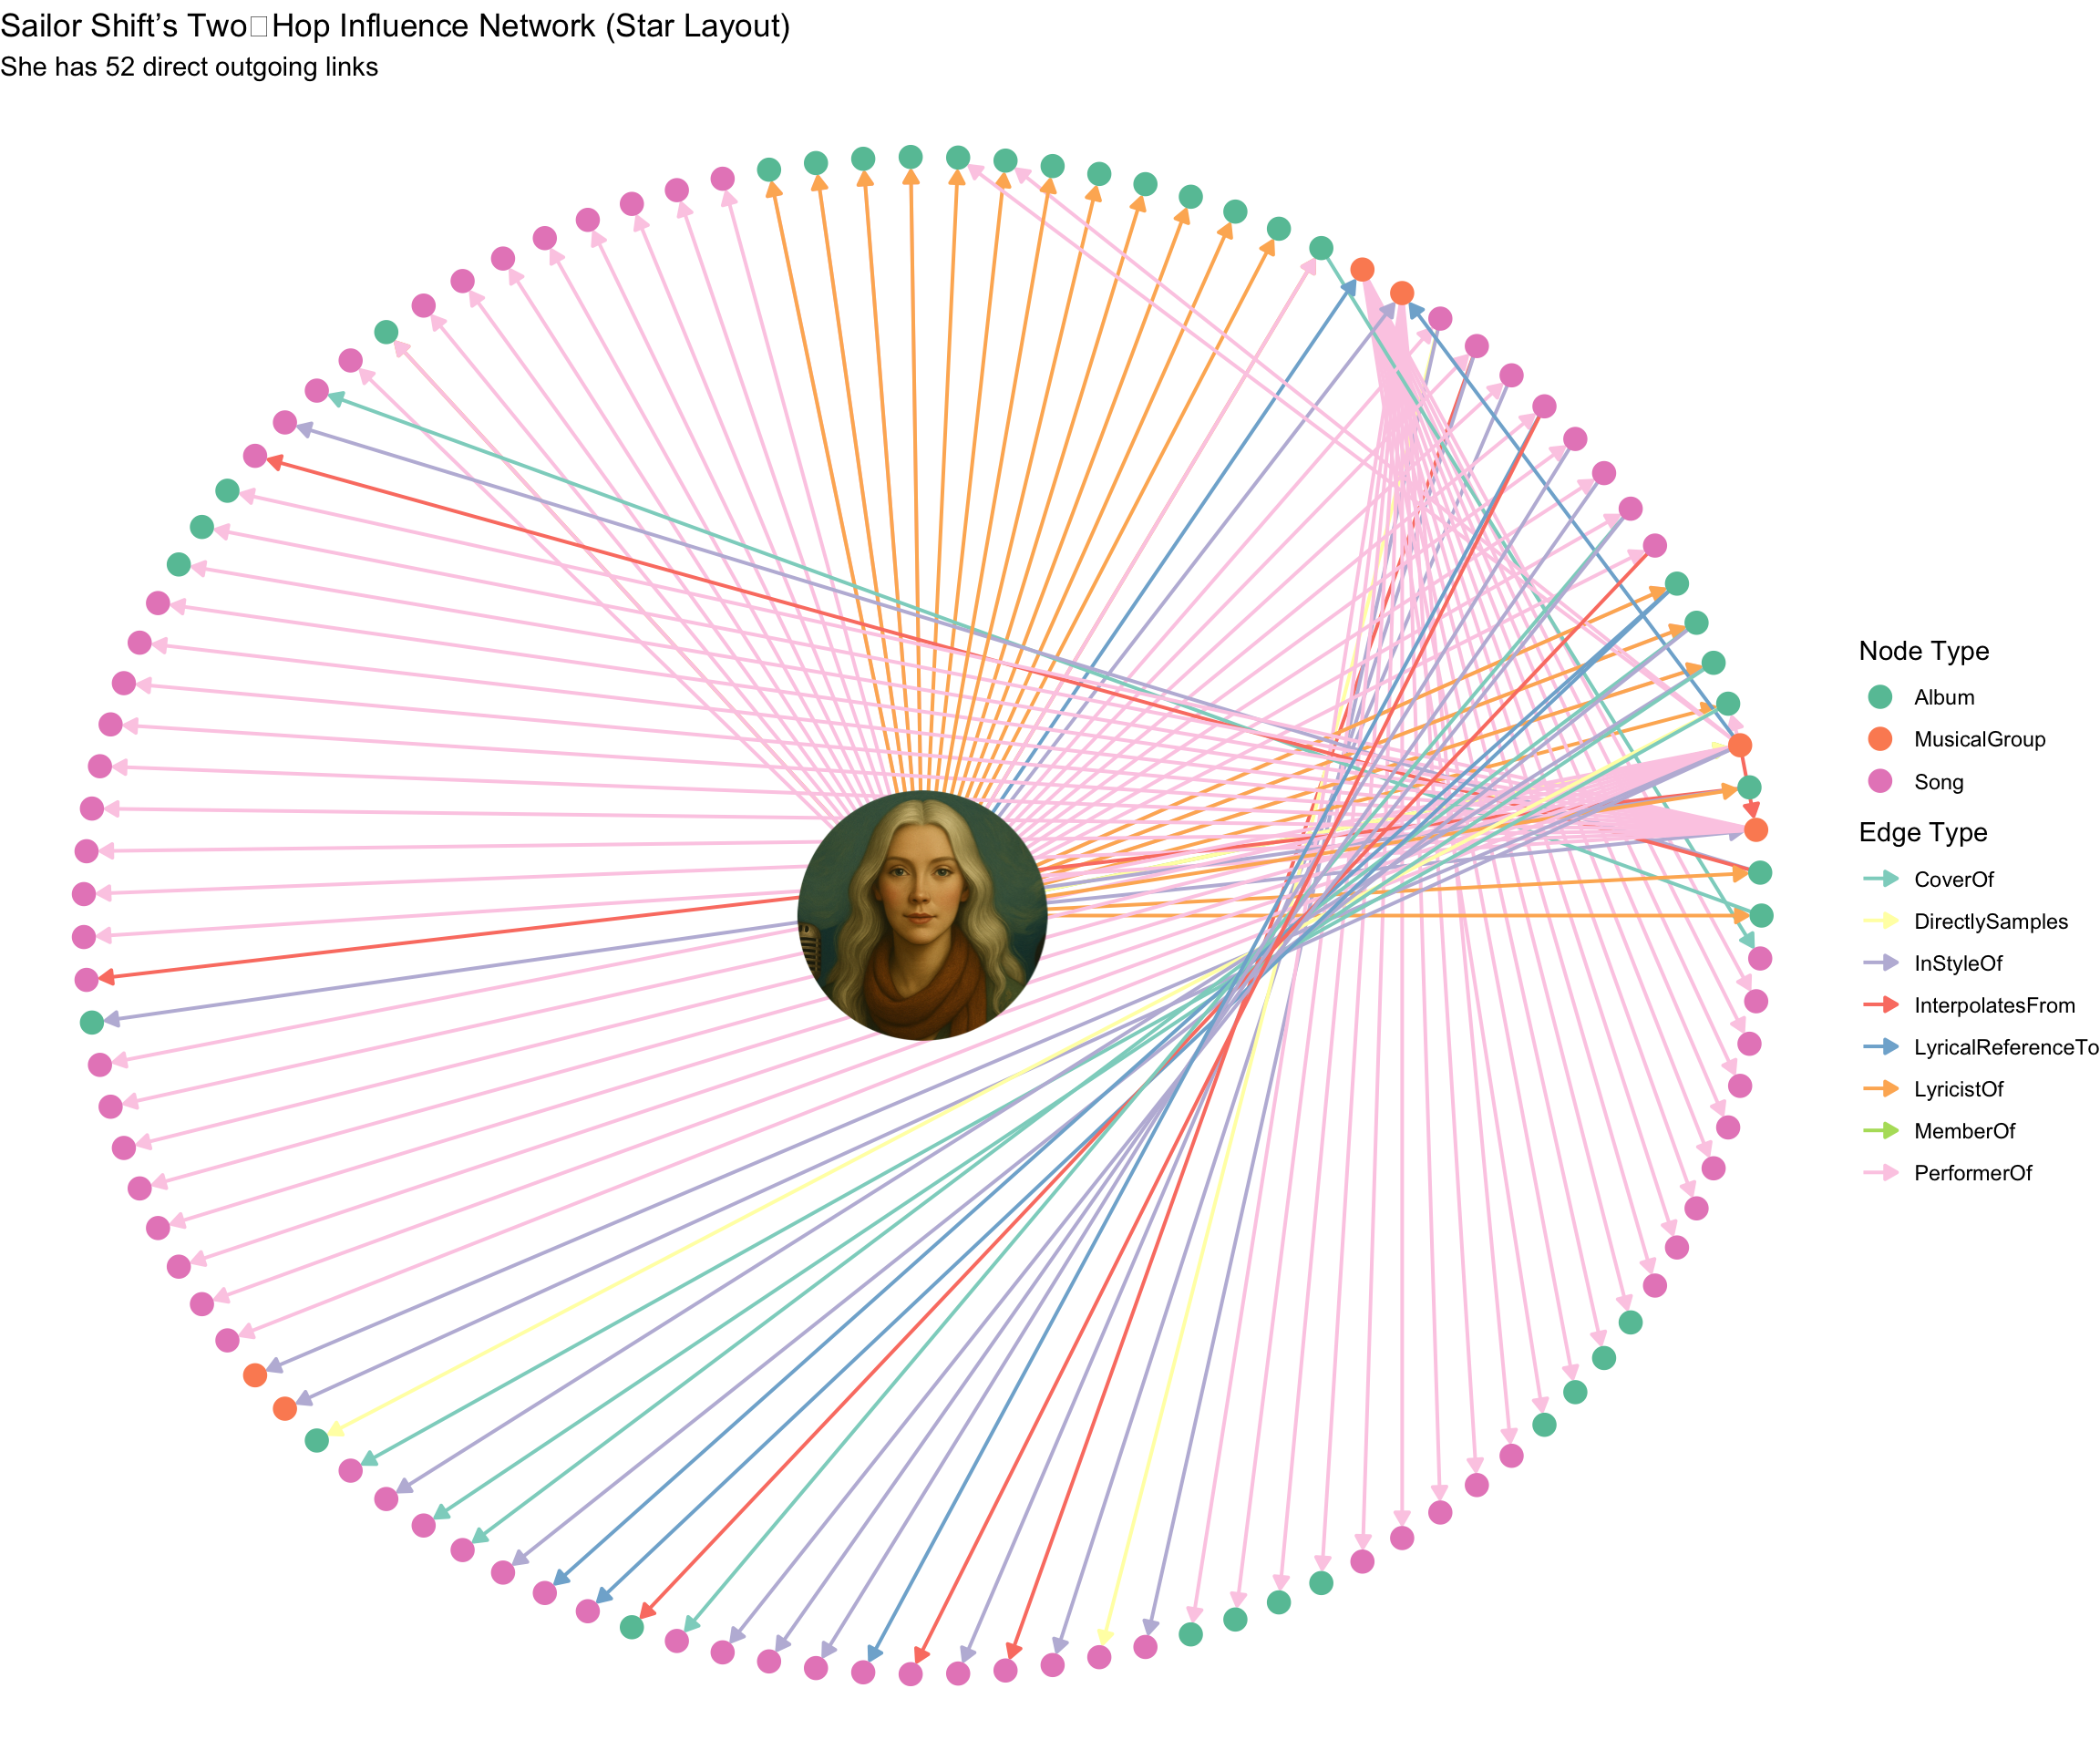 Sailor Shift’s Two□Hop Influence Network (Star Layout)
She has 52 direct outgoing links
Node Type
Album
MusicalGroup
Song
Edge Type
CoverOf
DirectlySamples
InStyleOf
InterpolatesFrom
LyricalReferenceTo
LyricistOf
MemberOf
PerformerOf